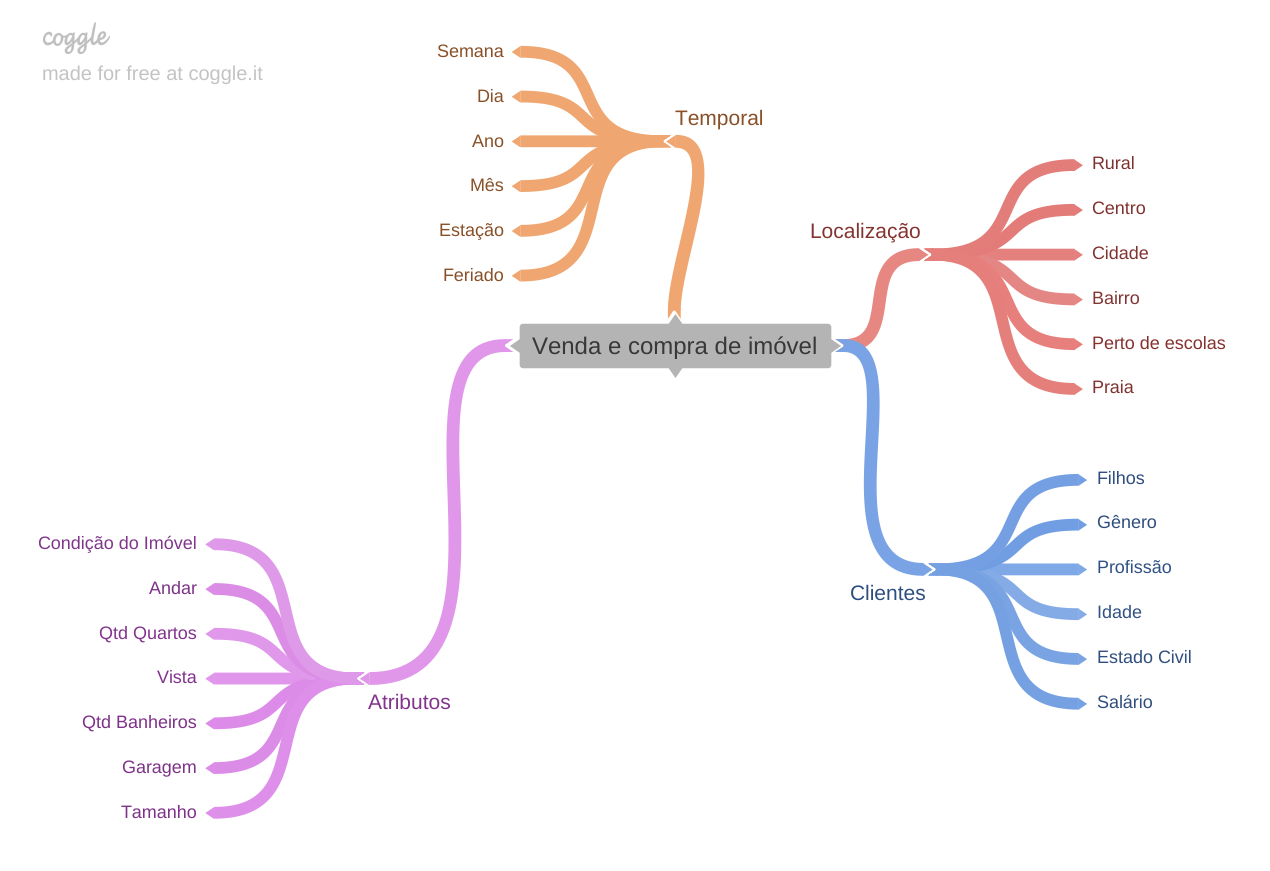 coggle
made for free at coggle.it
Venda e compra de imóvel
Temporal
Semana
Dia
Ano
Mês
Estação
Feriado
Localização
Rural
Centro
Cidade
Bairro
Perto de escolas
Praia
Clientes
Filhos
Gênero
Profissão
Idade
Estado Civil
Salário
Atributos
Condição do Imóvel
Andar
Qtd Quartos
Vista
Qtd Banheiros
Garagem
Tamanho